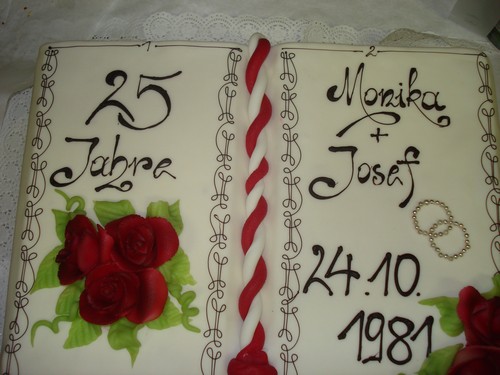 1
25
Jahre
2
Monika
+
Josef
24.10.
1981